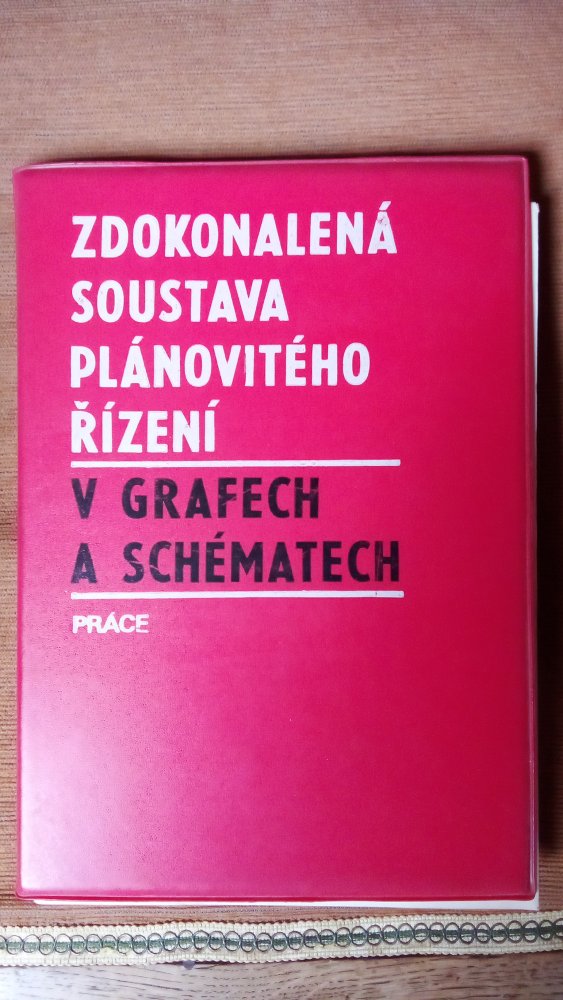 ZDOKONALENÁ
SOUSTAVA
PLÁNOVITÉHO
ŘÍZENÍ
V GRAFECH
A SCHÉMATECH
PRÁCE